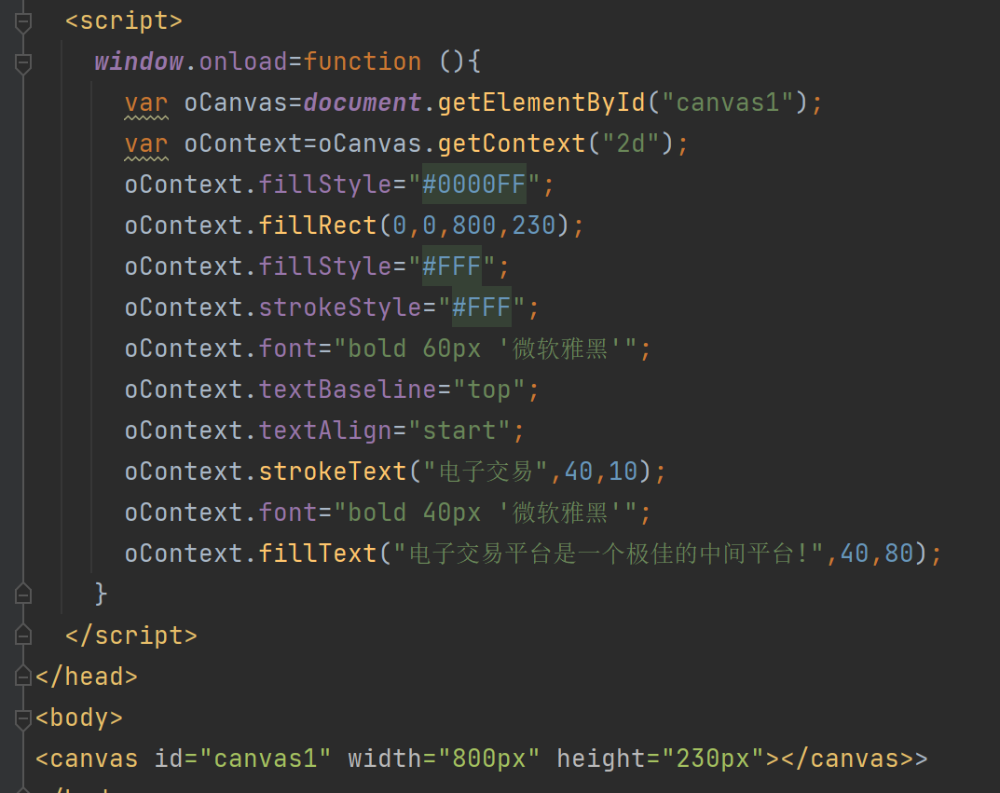 <script>
window.onload=function (){
var oCanvas=document.getElementById("canvas1");
var oContext=oCanvas.getContext("2d");
oContext.fillStyle="#0000FF";
oContext.fillRect(0,0,800,230);
oContext.fillStyle="#FFF";
oContext.strokeStyle="#FFF";
oContext.font="bold 60px '微软雅黑'";
oContext.textBaseline="top";
oContext.textAlign="start";
oContext.strokeText("电子交易",40,10);
oContext.font="bold 40px '微软雅黑'";
oContext.fillText("电子交易平台是一个极佳的中间平台!",40,80);
}
</script>
</head>
<body>
<canvas id="canvas1" width="800px" height="230px"></canvas>>